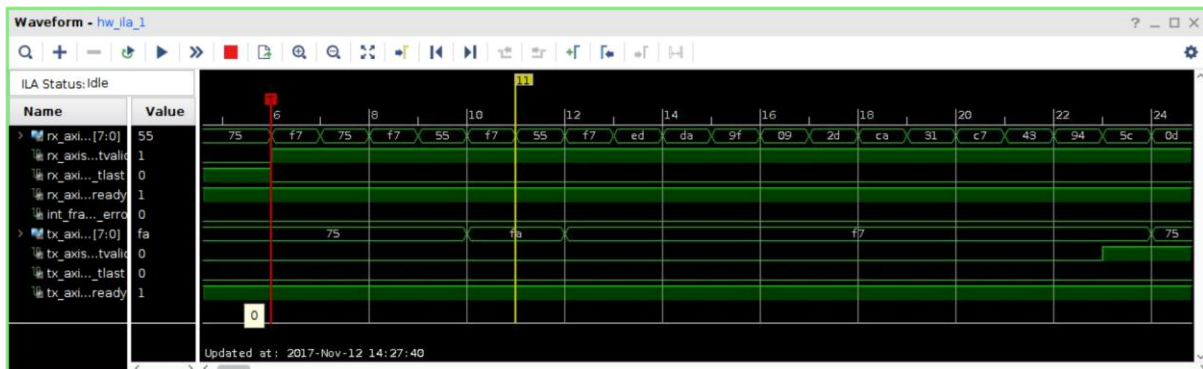 Waveform - hw_ila_1
ILA Status: Idle
11
Name Value
T
6 8 10 12 14 16 18 20 22 24
rx_axi...[7:0] 55 75 f7 75 f7 55 f7 55 f7 ed da 9f 09 2d ca 31 c7 43 94 5c 0d
rx_axis...tvalid 1
rx_axi..._tlast 0
rx_axi...ready 1
int_fra..._erro 0
tx_axi...[7:0] fa 75 fa f7 75
tx_axis...tvalid 0
tx_axi..._tlast 0
tx_axi...ready 1
0
Updated at: 2017-Nov-12 14:27:40